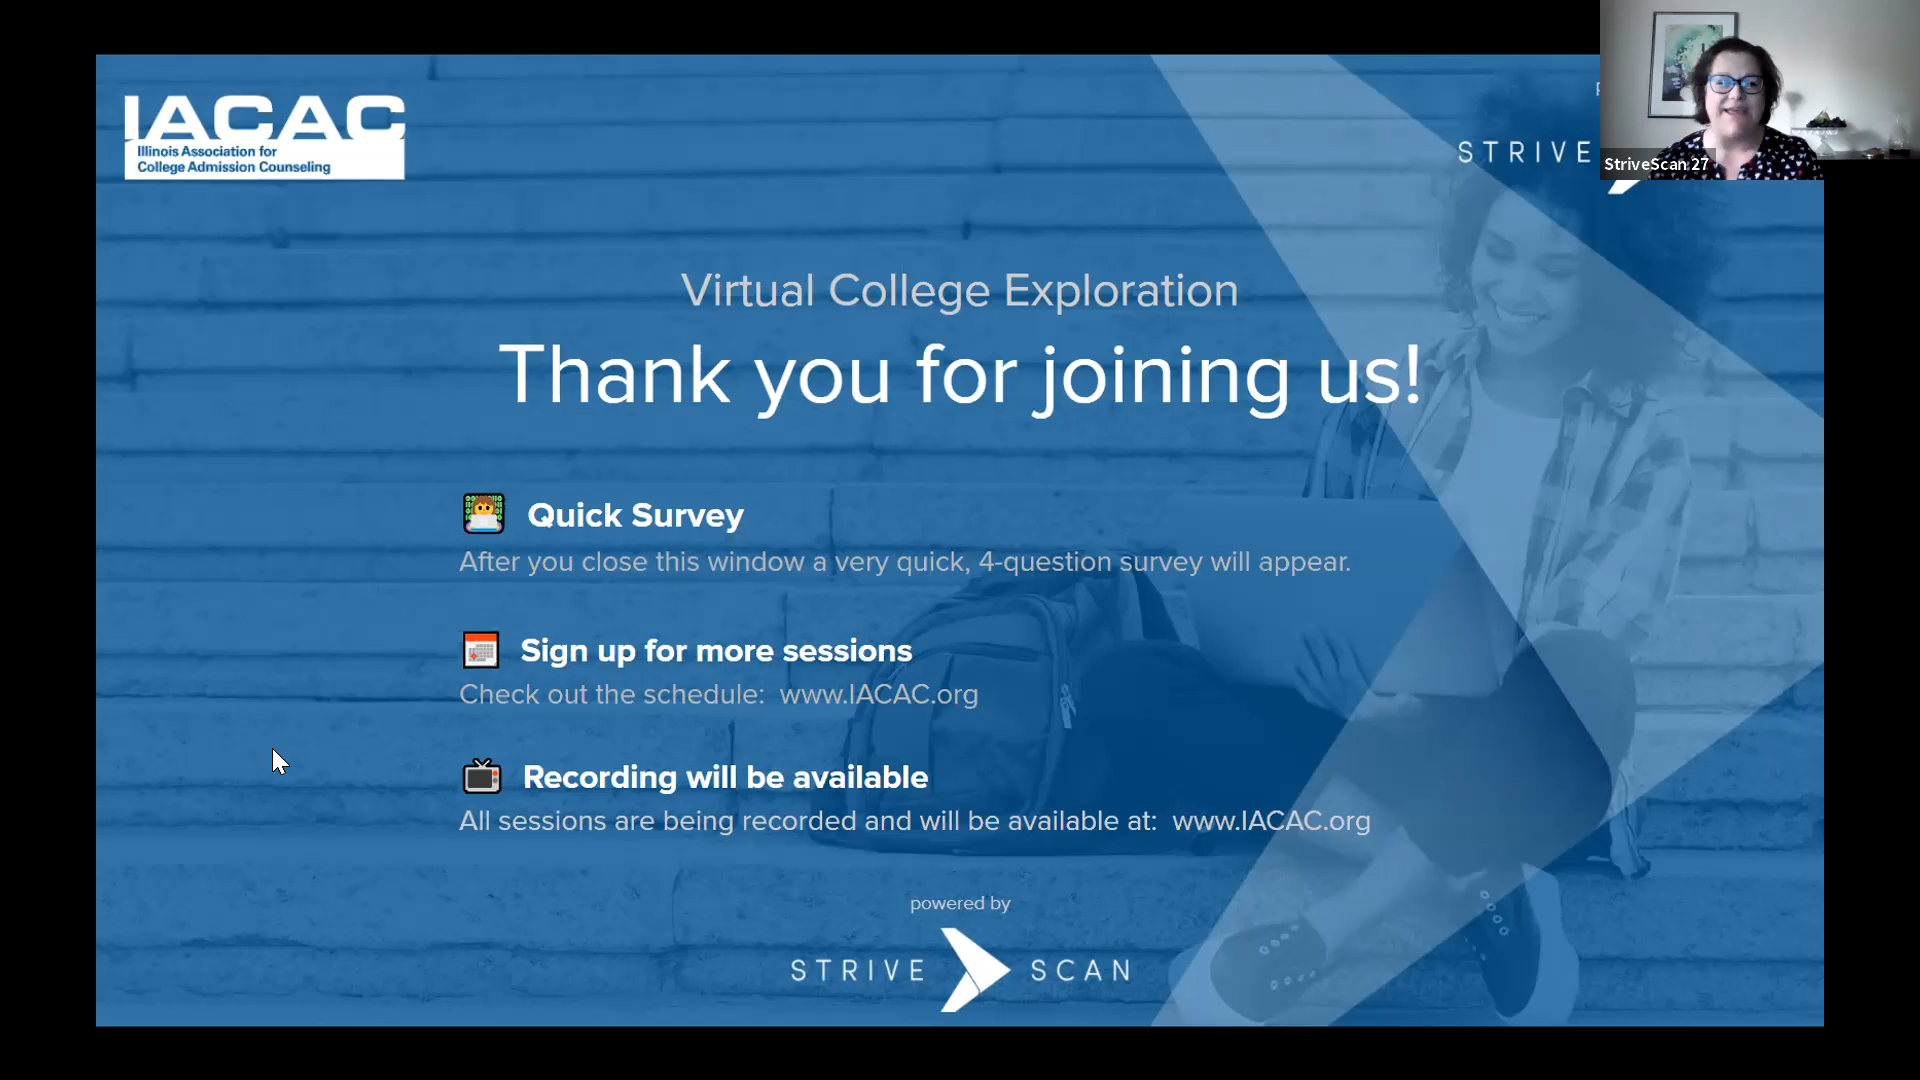 IACAC
Illinois Association for
College Admission Counseling
STRIVE
StriveScan 27
Virtual College Exploration
Thank you for joining us!
Quick Survey
After you close this window a very quick, 4-question survey will appear.
Sign up for more sessions
Check out the schedule: www.IACAC.org
Recording will be available
All sessions are being recorded and will be available at: www.IACAC.org
powered by
STRIVE SCAN